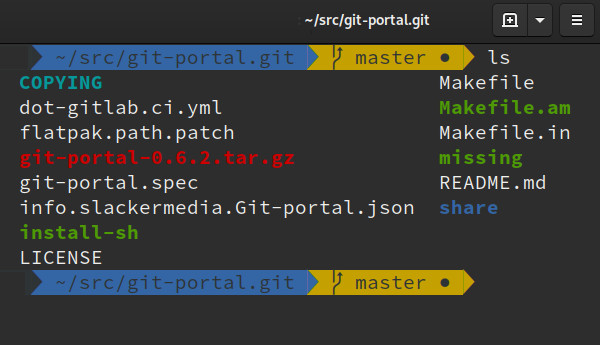 ~/src/git-portal.git
~/src/git-portal.git master ● ls
COPYING Makefile
dot-gitlab.ci.yml Makefile.am
flatpak.path.patch Makefile.in
git-portal-0.6.2.tar.gz missing
git-portal.spec README.md
info.slackermedia.Git-portal.json share
install-sh
LICENSE
~/src/git-portal.git master ●